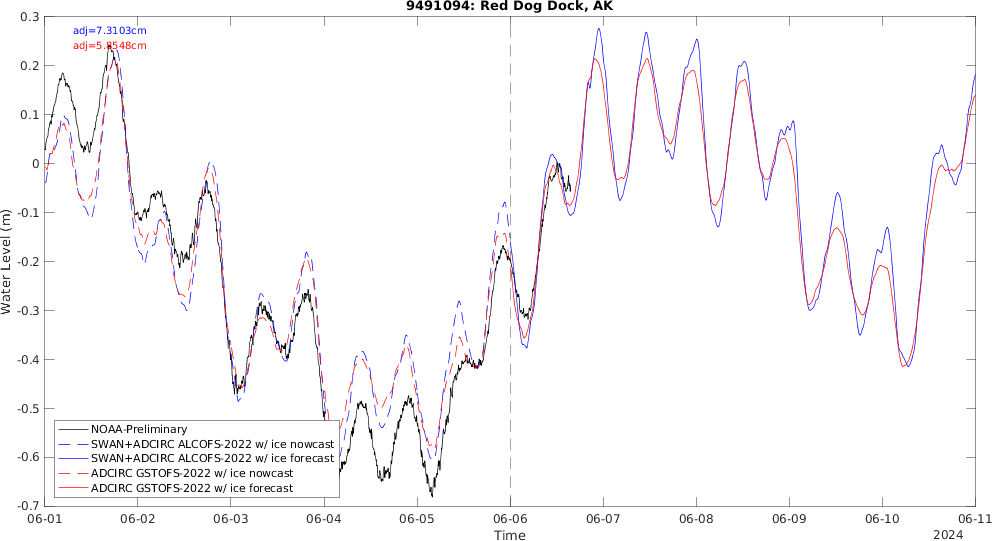 9491094: Red Dog Dock, AK
adj=7.3103cm
adj=5.8548cm
Water Level (m)
0.3
0.2
0.1
0
-0.1
-0.2
-0.3
-0.4
-0.5
-0.6
-0.7
NOAA-Preliminary
SWAN+ADCIRC ALCOFS-2022 w/ ice nowcast
SWAN+ADCIRC ALCOFS-2022 w/ ice forecast
ADCIRC GSTOFS-2022 w/ ice nowcast
ADCIRC GSTOFS-2022 w/ ice forecast
06-01 06-02 06-03 06-04 06-05 06-06 06-07 06-08 06-09 06-10 06-11
Time
2024